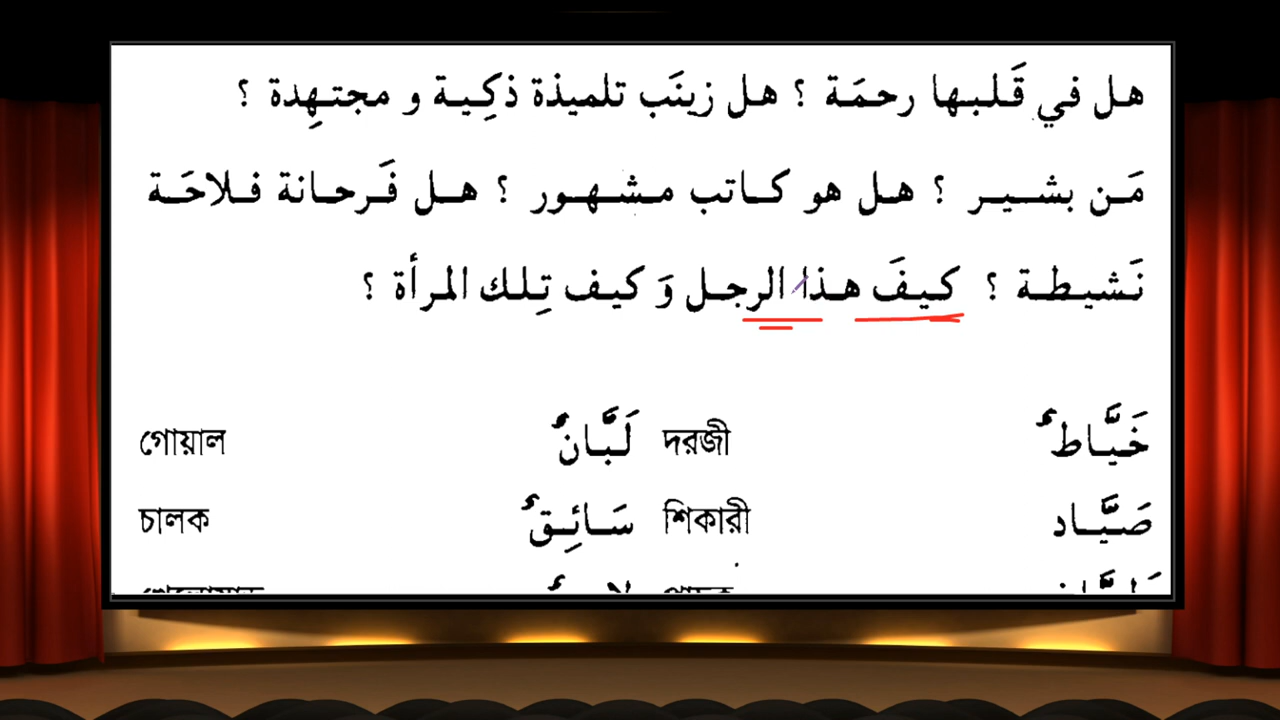 هل في قَلبها رحمَة ؟ هل زينَب تلميذة ذكِية و مجتهِدة ؟
مَن بشير ؟ هل هو كاتب مشهور ؟ هل فَرحانة فلاحَة
نَشيطة ؟ كيفَ هذا الرجل وَ كيف تِلك المرأة ؟
خَيَّاطٌ দরজী لَبَّانٌ গোয়াল
صَيَّاد শিকারী سَائِقٌ চালক